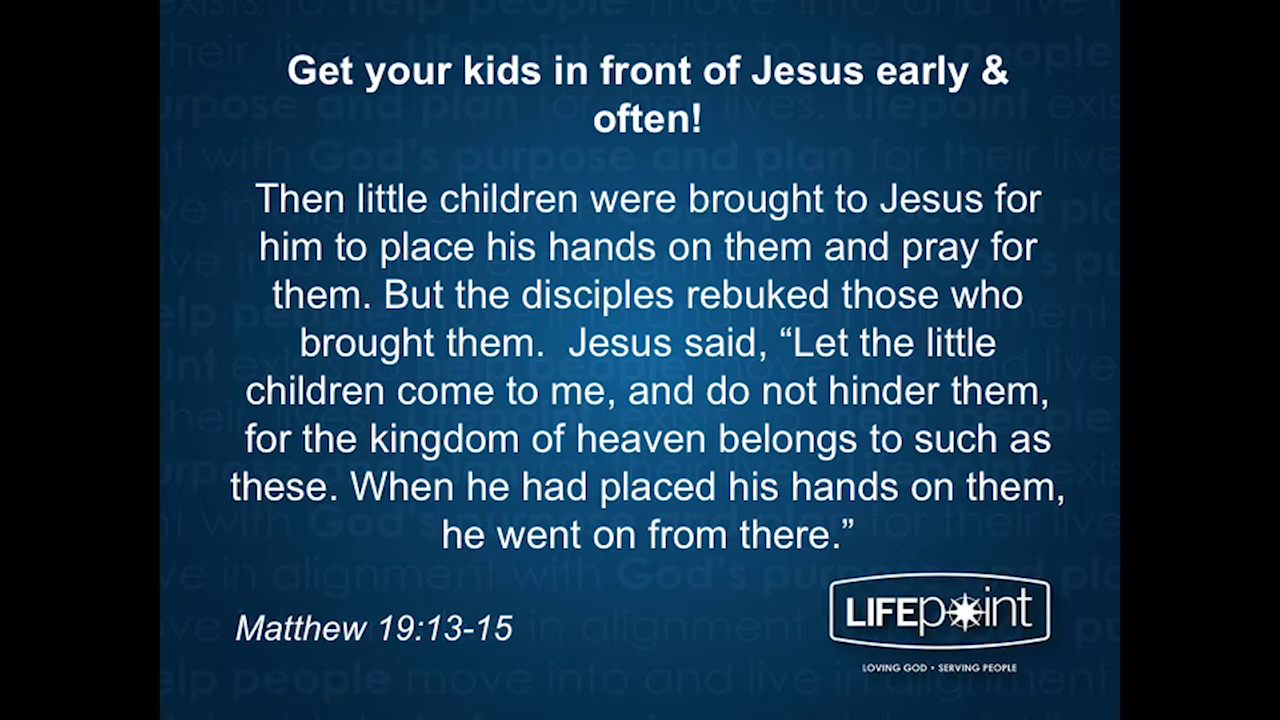 Get your kids in front of Jesus early &
often!
Then little children were brought to Jesus for
him to place his hands on them and pray for
them. But the disciples rebuked those who
brought them.  Jesus said, “Let the little
children come to me, and do not hinder them,
for the kingdom of heaven belongs to such as
these. When he had placed his hands on them,
he went on from there.”
Matthew 19:13-15
LIFEpoint
LOVING GOD • SERVING PEOPLE